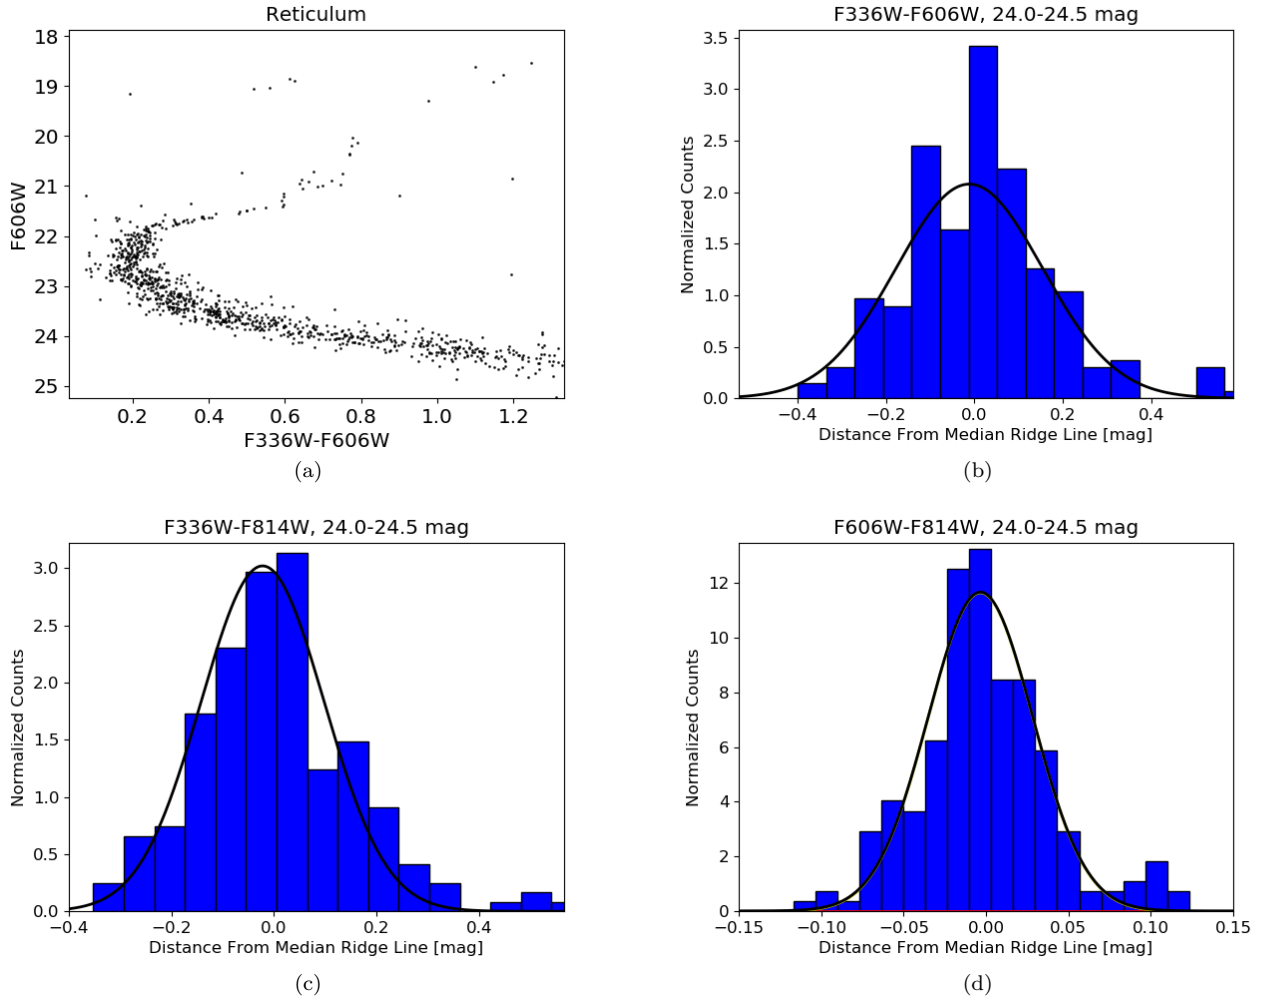 Reticulum
18
19
20
21
22
23
24
25
F606W
0.2 0.4 0.6 0.8 1.0 1.2
F336W-F606W
(a)
F336W-F606W, 24.0-24.5 mag
3.5
3.0
2.5
2.0
1.5
1.0
0.5
0.0
Normalized Counts
−0.4 −0.2 0.0 0.2 0.4
Distance From Median Ridge Line [mag]
(b)
F336W-F814W, 24.0-24.5 mag
3.0
2.5
2.0
1.5
1.0
0.5
0.0
Normalized Counts
−0.4 −0.2 0.0 0.2 0.4
Distance From Median Ridge Line [mag]
(c)
F606W-F814W, 24.0-24.5 mag
12
10
8
6
4
2
0
Normalized Counts
−0.15 −0.10 −0.05 0.00 0.05 0.10 0.15
Distance From Median Ridge Line [mag]
(d)